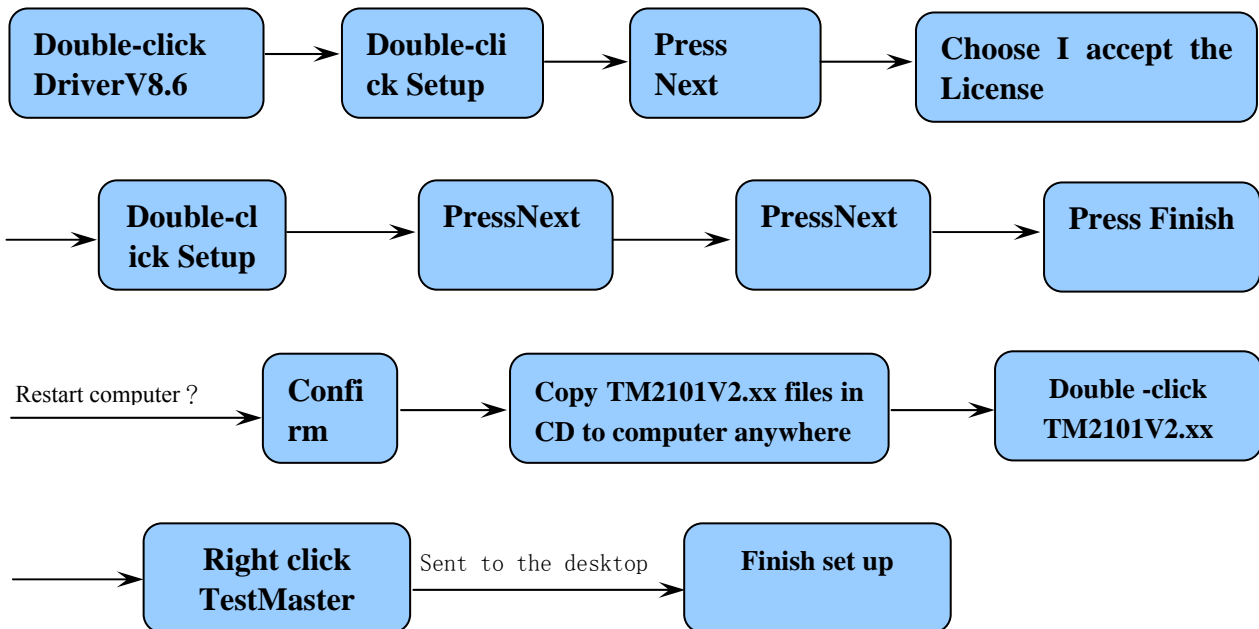 Double-click
DriverV8.6
Double-cli
ck Setup
Press
Next
Choose I accept the
License
Double-cl
ick Setup
PressNext
PressNext
Press Finish
Restart computer？
Confi
rm
Copy TM2101V2.xx files in
CD to computer anywhere
Double -click
TM2101V2.xx
Right click
TestMaster
Sent to the desktop
Finish set up